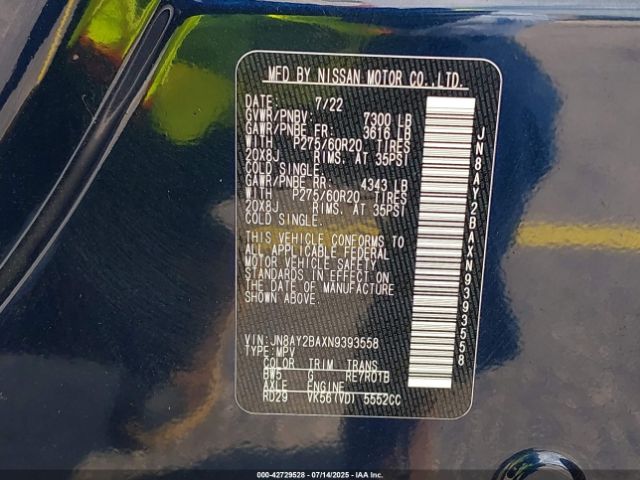 MFD BY NISSAN MOTOR CO.,LTD.
DATE: 7/22
GVWR/PNBV: 7300 LB
GAWR/PNBE FR: 3616 LB
WITH P275/60R20 TIRES
20X8J RIMS. AT 35PSI
COLD SINGLE.
GAWR/PNBE RR: 4343 LB
WITH P275/60R20 TIRES
20X8J RIMS. AT 35PSI
COLD SINGLE.
THIS VEHICLE CONFORMS TO
ALL APPLICABLE FEDERAL
MOTOR VEHICLE SAFETY
STANDARDS IN EFFECT ON
THE DATE OF MANUFACTURE
SHOWN ABOVE.
VIN: JN8AY2BAXN9393558
TYPE: MPV
COLOR TRIM TRANS
BW5 G RE7R01B
AXLE ENGINE
RD29 VK56(VD) 5552CC
JN8AY2BAXN9393558
000-42729528 - 07/14/2025 - IAA, Inc.